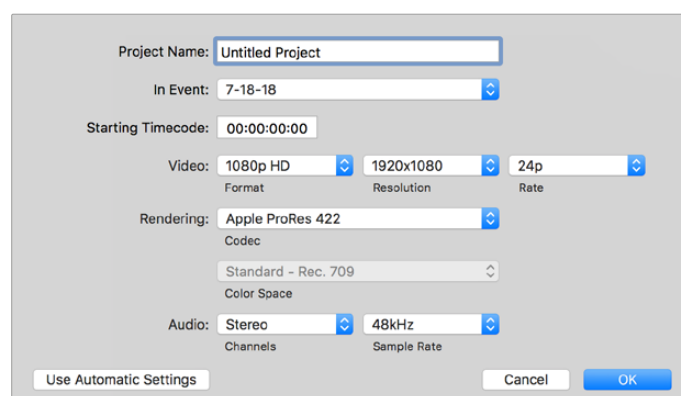 Project Name: Untitled Project
In Event: 7-18-18
Starting Timecode: 00:00:00:00
Video: 1080p HD 1920x1080 24p
Format Resolution Rate
Rendering: Apple ProRes 422
Codec
Standard - Rec. 709
Color Space
Audio: Stereo 48kHz
Channels Sample Rate
Use Automatic Settings Cancel OK